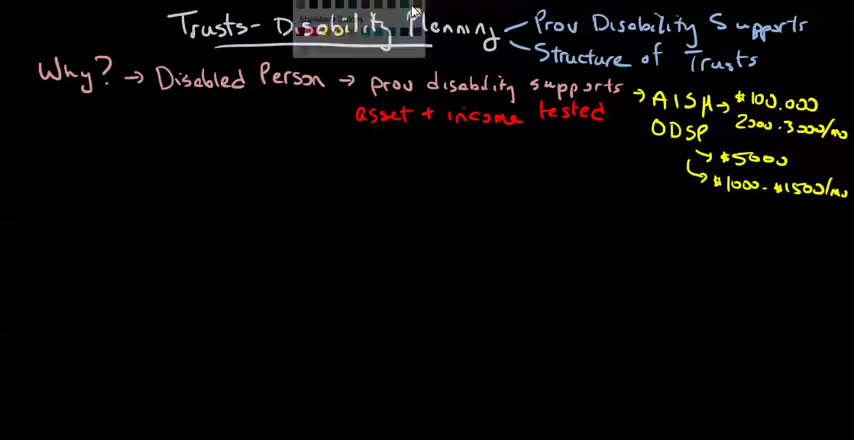 Trusts- Disability Planning
Prov Disability Supports
Structure of Trusts
Why? → Disabled Person → prov disability supports
asset + income tested
→ AISH → $100.000
2000-3000/mo
ODSP
→ $5000
→ $1000-$1500/mo